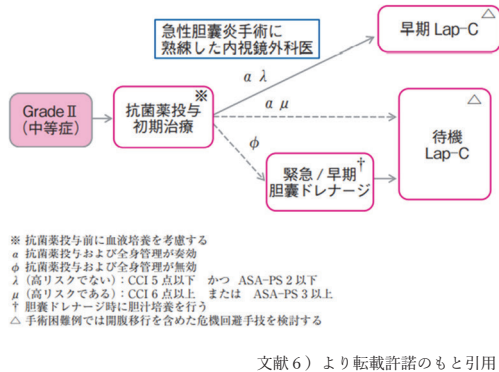 急性胆嚢炎手術に
熟練した内視鏡外科医
早期 Lap-C △
α λ
Grade Ⅱ
（中等症）
抗菌薬投与※
初期治療
α μ
φ
待機 △
Lap-C
緊急 / 早期†
胆嚢ドレナージ
※ 抗菌薬投与前に血液培養を考慮する
α 抗菌薬投与および全身管理が奏効
φ 抗菌薬投与および全身管理が無効
λ（高リスクでない）：CCI 5 点以下　かつ　ASA-PS 2 以下
μ（高リスクである）：CCI 6 点以上　または　ASA-PS 3 以上
† 胆嚢ドレナージ時に胆汁培養を行う
△ 手術困難例では開腹移行を含めた危機回避手技を検討する
文献 6 ）より転載許諾のもと引用